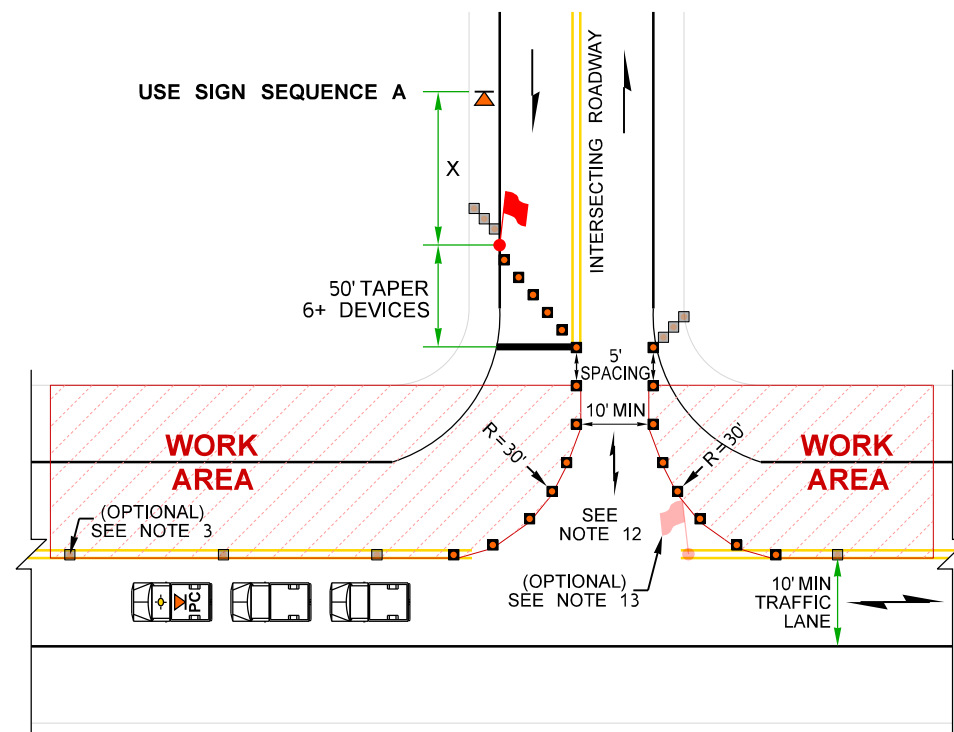 USE SIGN SEQUENCE A
X
INTERSECTING ROADWAY
50' TAPER
6+ DEVICES
5'
SPACING
10' MIN
WORK
AREA
WORK
AREA
R = 30'
R = 30'
(OPTIONAL)
SEE NOTE 3
SEE
NOTE 12
(OPTIONAL)
SEE NOTE 13
10' MIN
TRAFFIC
LANE
PC